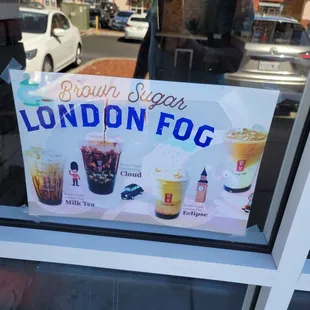 Brown Sugar
LONDON FOG
Cloud
Milk Tea
Eclipse